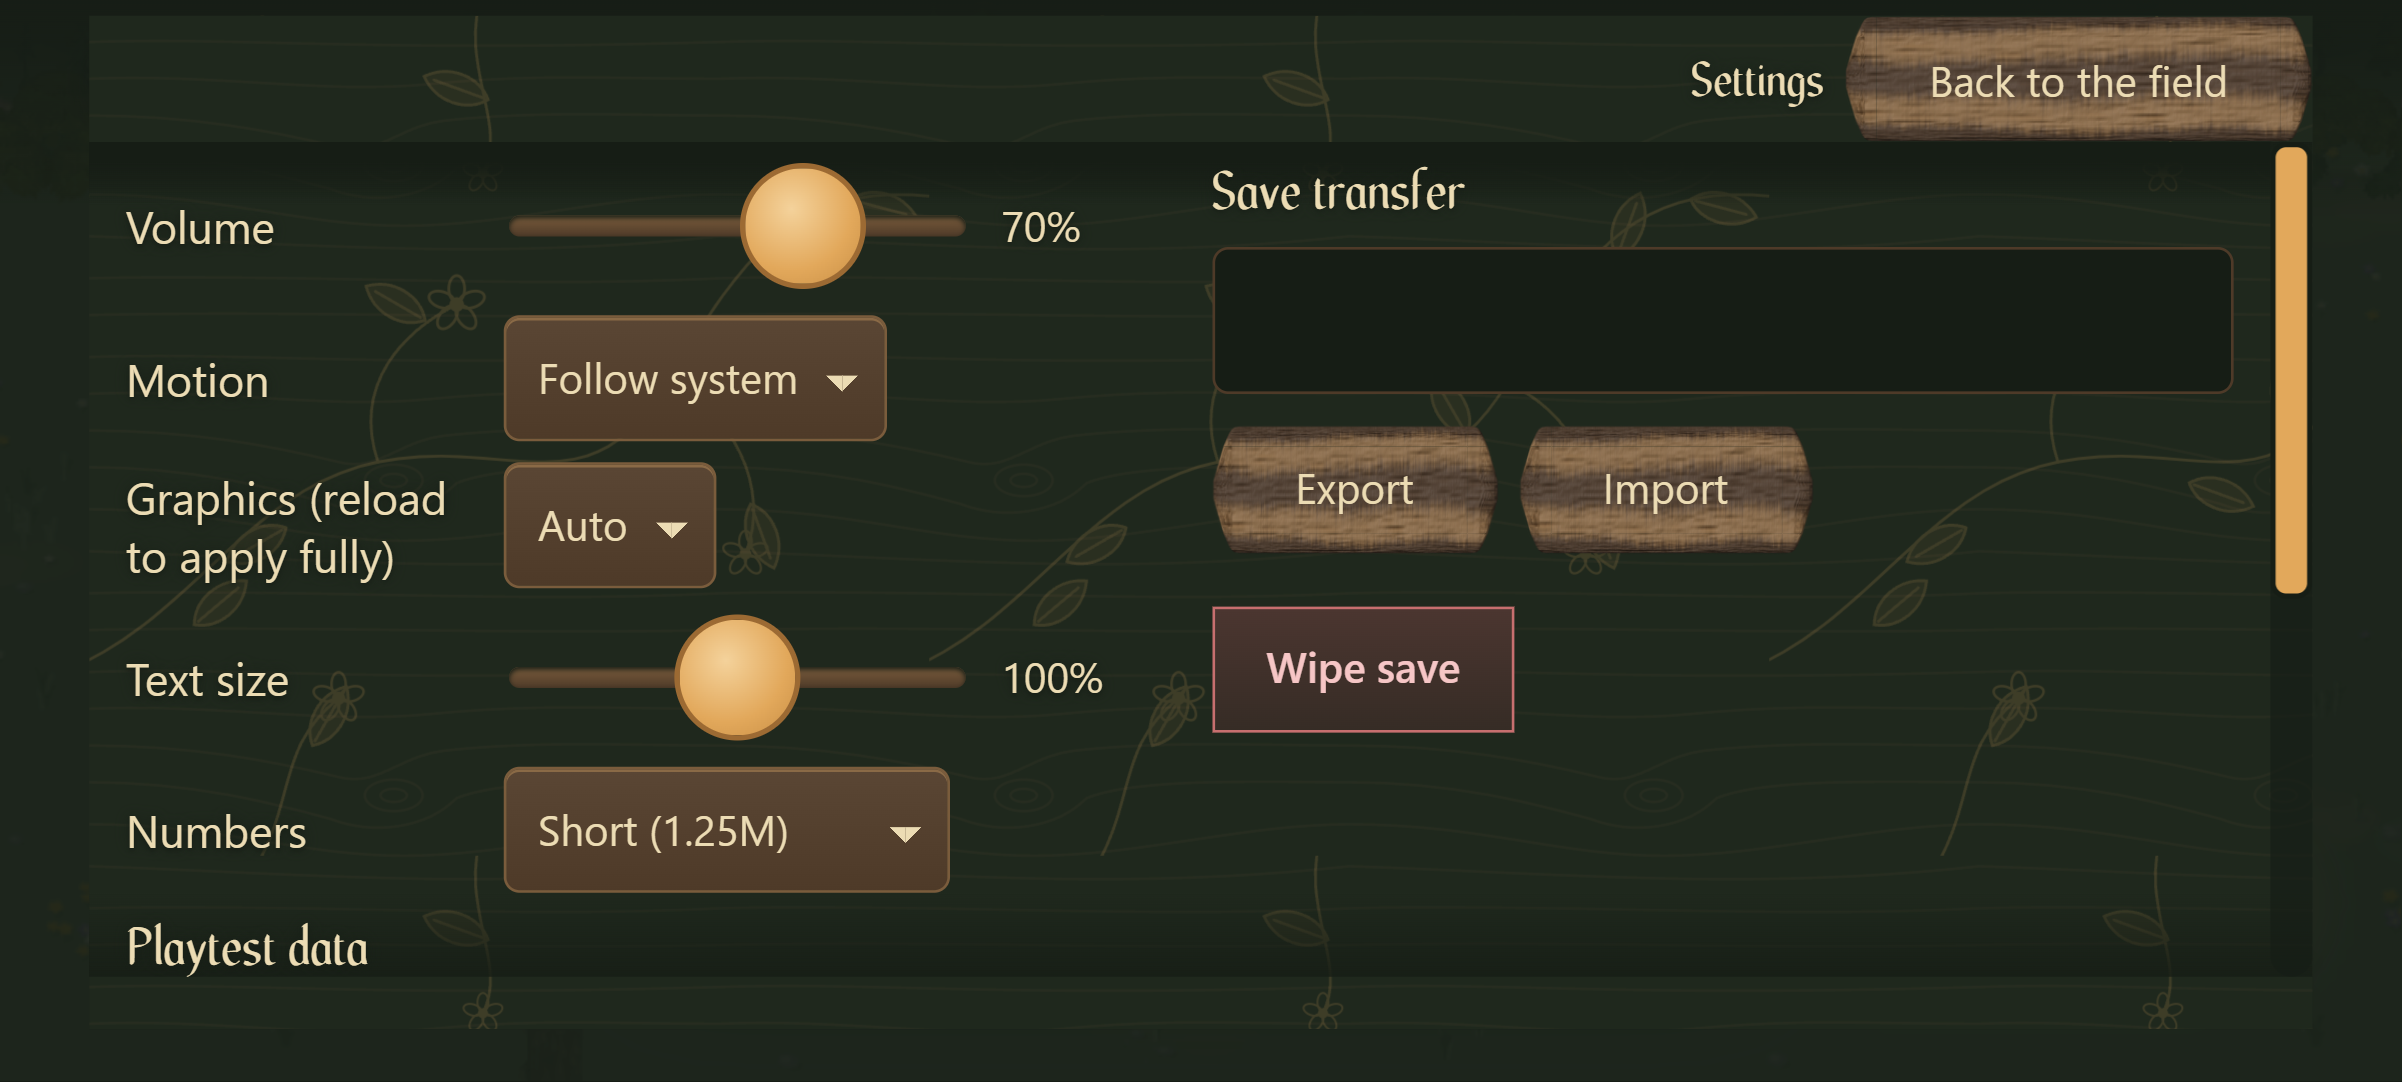 Settings
Back to the field
Volume
70%
Motion
Follow system
Graphics (reload
to apply fully)
Auto
Text size
100%
Numbers
Short (1.25M)
Playtest data
Save transfer
Export
Import
Wipe save